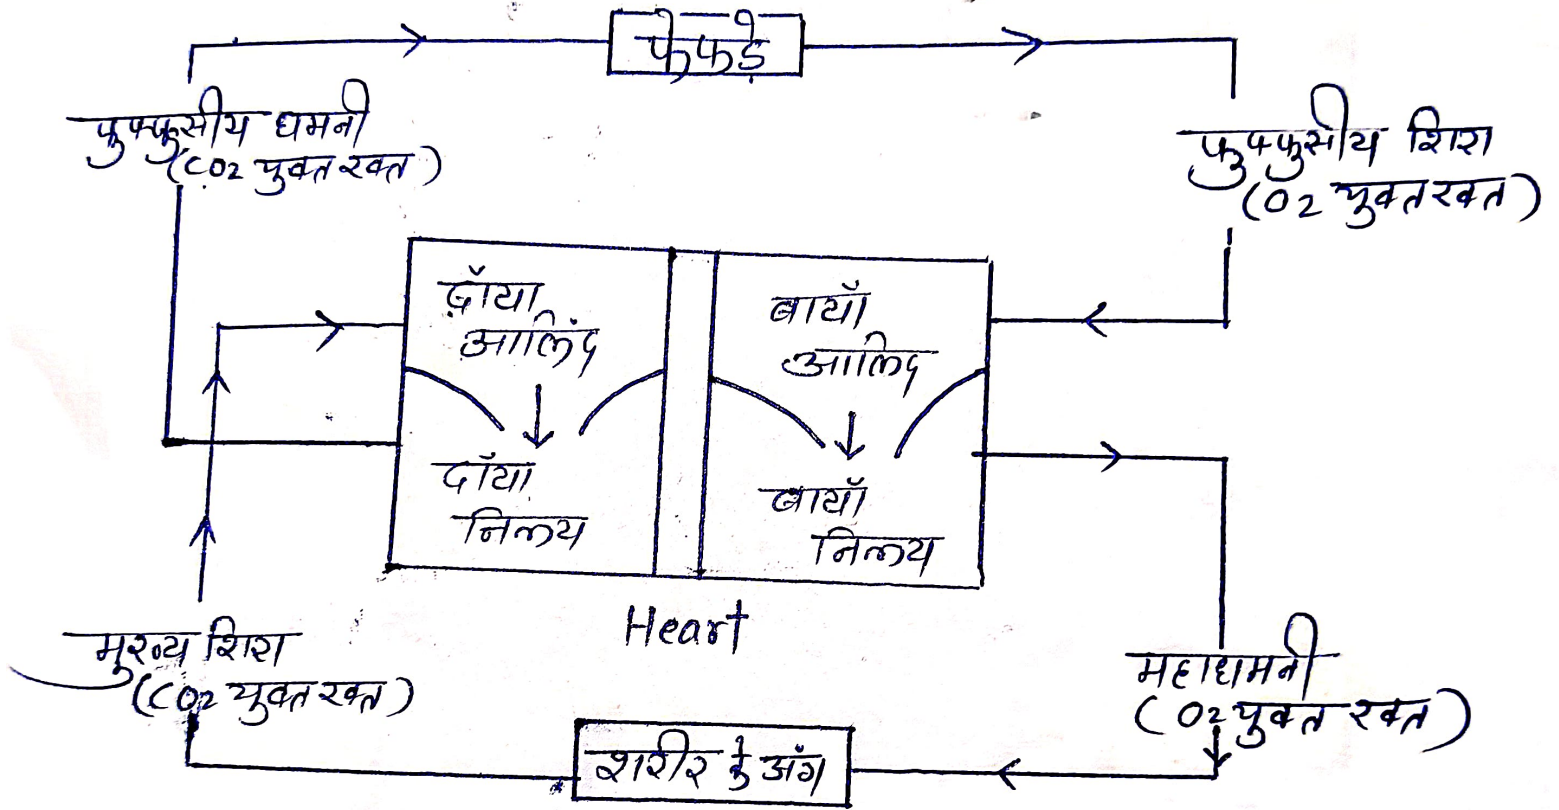 फेफड़े
फुफ्फुसीय धमनी
(CO2 युक्त रक्त)
फुफ्फुसीय शिरा
(O2 युक्त रक्त)
दॉया
आलिंद
बायॉ
आलिद
दॉया
निलय
बायॉ
निलय
Heart
मुख्य शिरा
(CO2 युक्त रक्त)
महाधमनी
(O2 युक्त रक्त)
शरीर के अंग